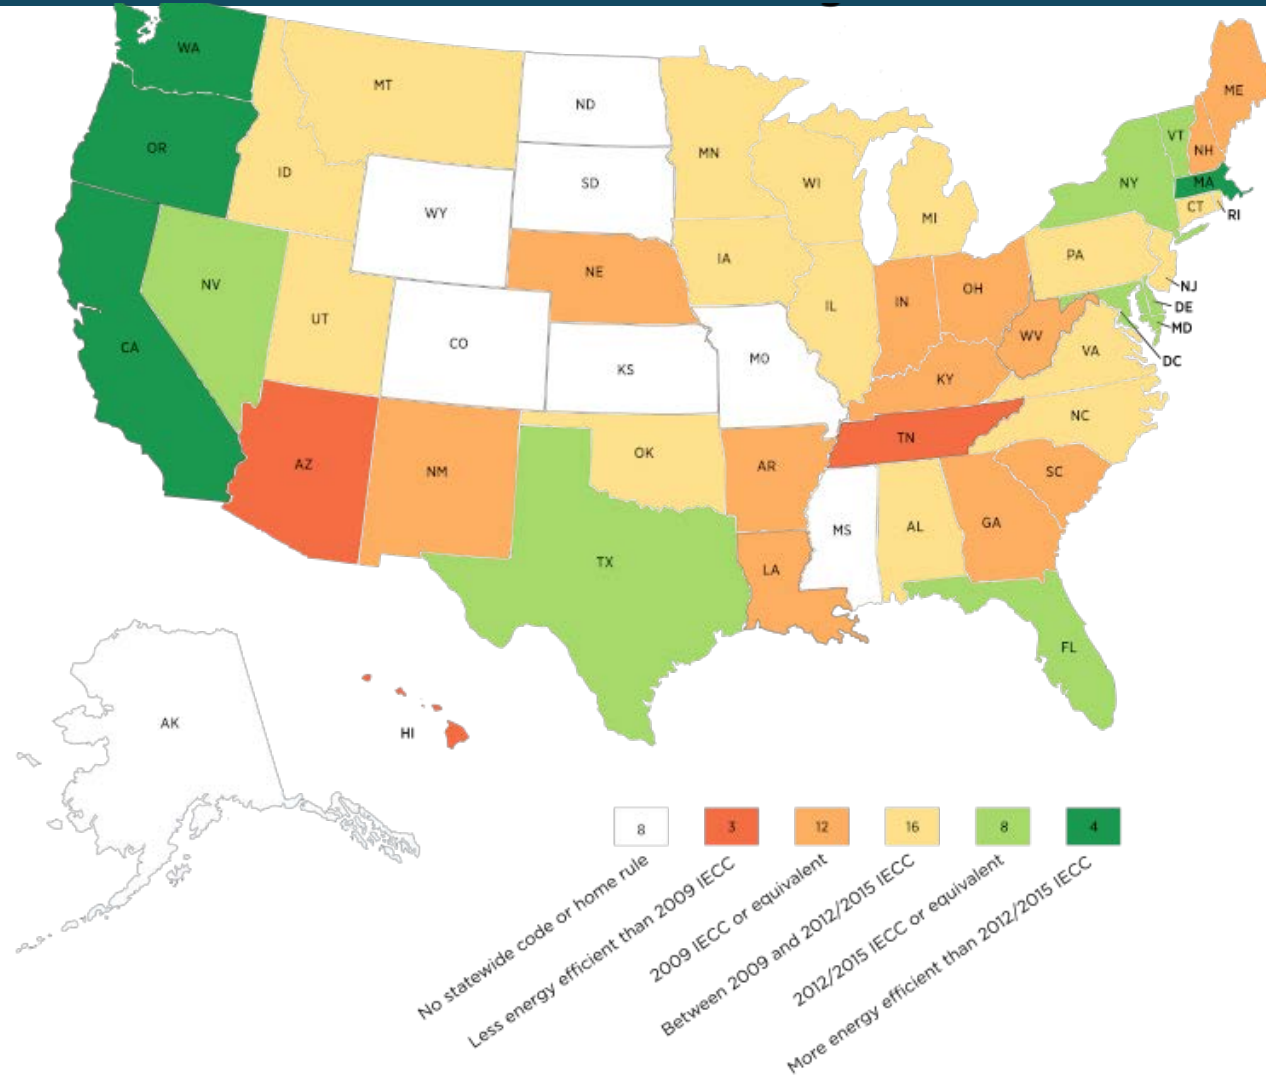 WA
MT
ND
MN
ME
OR
ID
SD
WI
VT
NH
NY
MA
WY
MI
CT
RI
NE
IA
PA
NV
UT
CO
IL
IN
OH
NJ
DE
MD
WV
VA
DC
CA
KS
MO
KY
NC
AZ
NM
OK
AR
TN
SC
TX
LA
MS
AL
GA
FL
AK
HI
8
3
12
16
8
4
No statewide code or home rule
Less energy efficient than 2009 IECC
2009 IECC or equivalent
Between 2009 and 2012/2015 IECC
2012/2015 IECC or equivalent
More energy efficient than 2012/2015 IECC